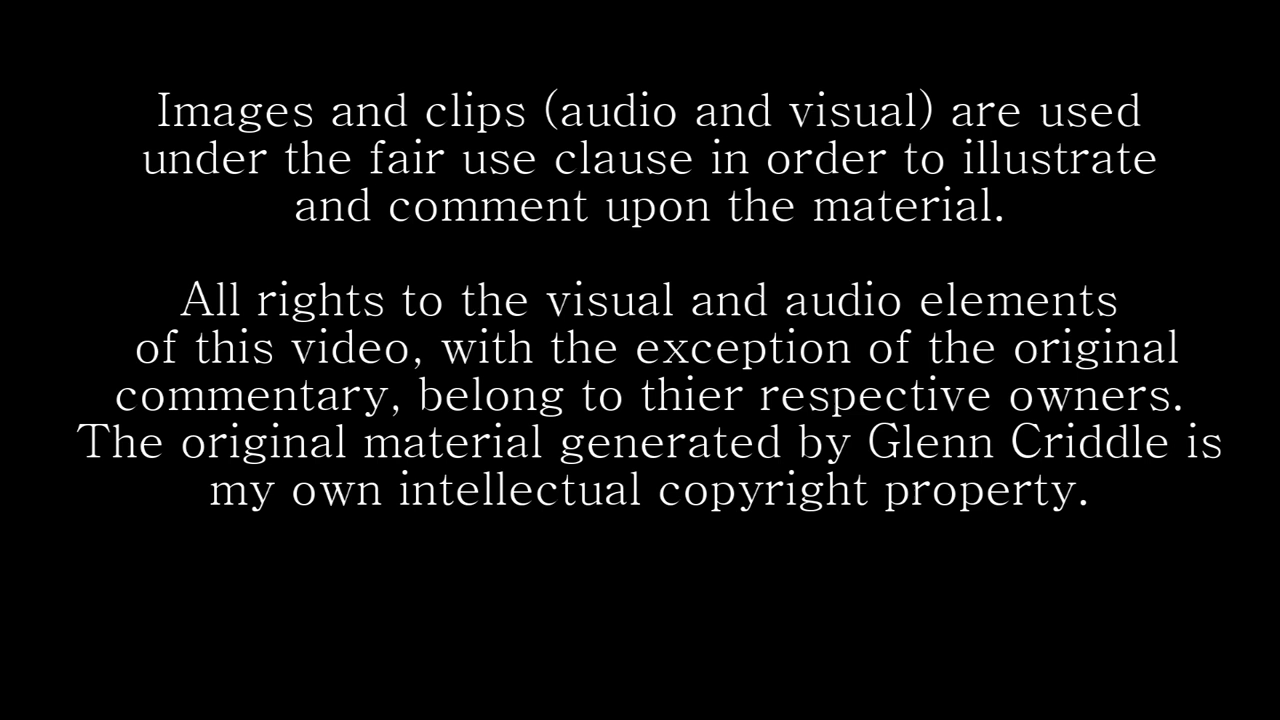 Images and clips (audio and visual) are used
under the fair use clause in order to illustrate
and comment upon the material.
All rights to the visual and audio elements
of this video, with the exception of the original
commentary, belong to thier respective owners.
The original material generated by Glenn Criddle is
my own intellectual copyright property.